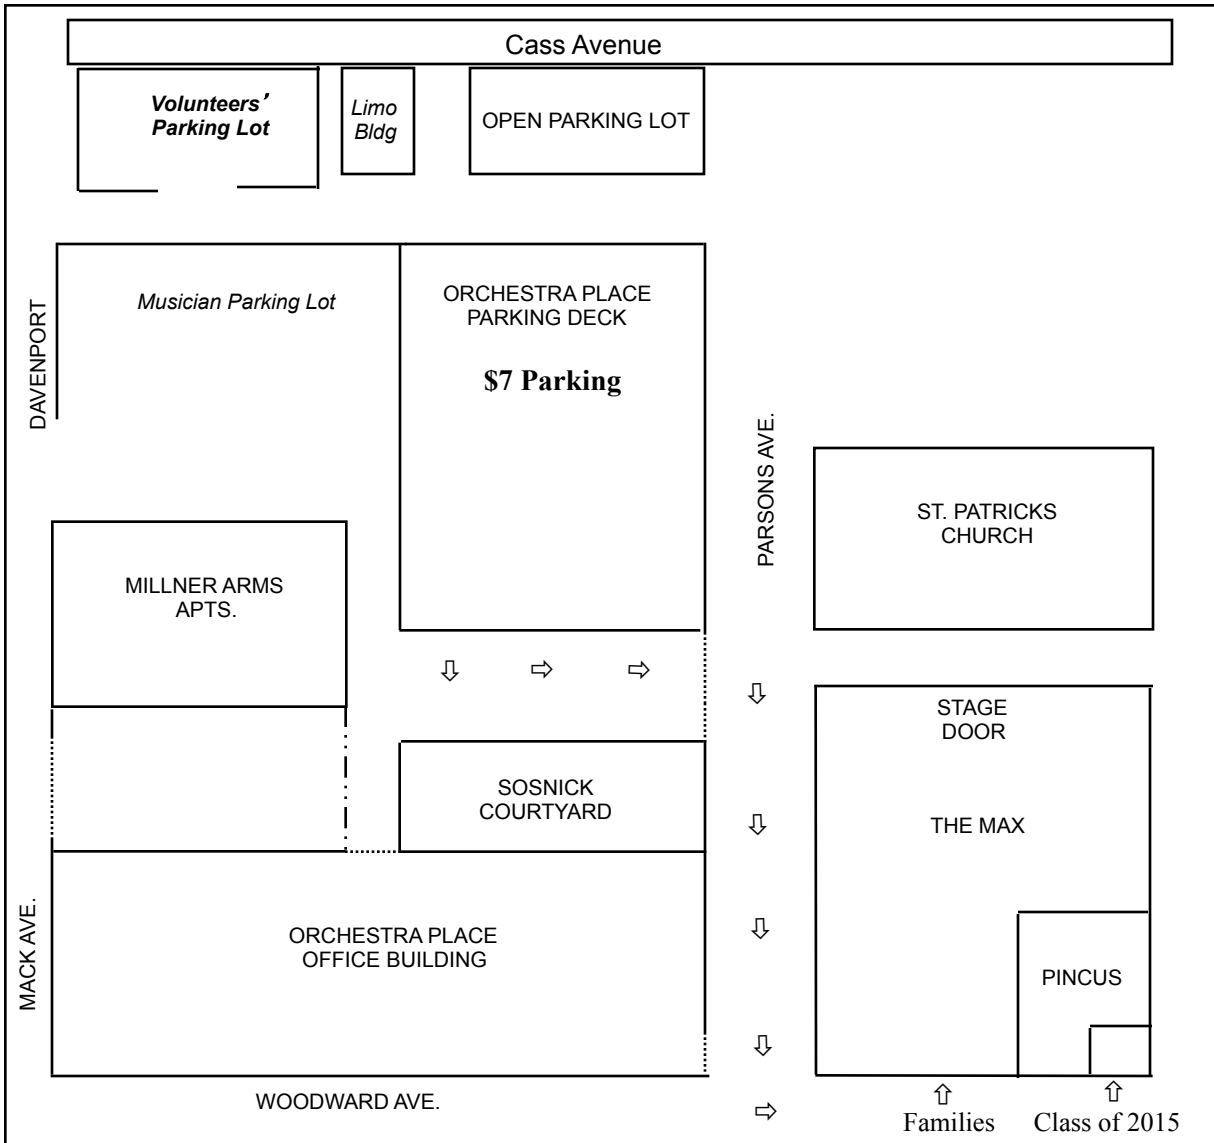 Cass Avenue
Volunteers’
Parking Lot
Limo
Bldg
OPEN PARKING LOT
DAVENPORT
Musician Parking Lot
ORCHESTRA PLACE
PARKING DECK
$7 Parking
PARSONS AVE.
ST. PATRICKS
CHURCH
MILLNER ARMS
APTS.
STAGE
DOOR
SOSNICK
COURTYARD
THE MAX
MACK AVE.
ORCHESTRA PLACE
OFFICE BUILDING
PINCUS
WOODWARD AVE.
Families
Class of 2015